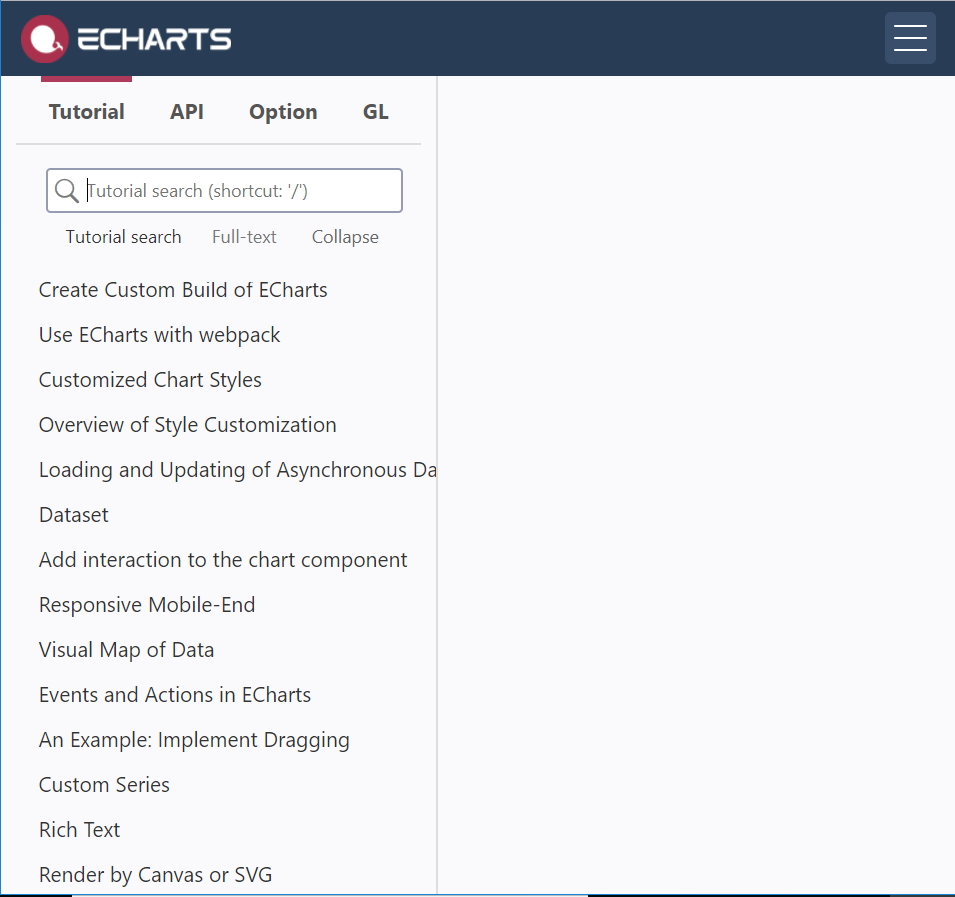 ECHARTS
Tutorial API Option GL
Tutorial search (shortcut: '/')
Tutorial search Full-text Collapse
Create Custom Build of ECharts
Use ECharts with webpack
Customized Chart Styles
Overview of Style Customization
Loading and Updating of Asynchronous Da
Dataset
Add interaction to the chart component
Responsive Mobile-End
Visual Map of Data
Events and Actions in ECharts
An Example: Implement Dragging
Custom Series
Rich Text
Render by Canvas or SVG